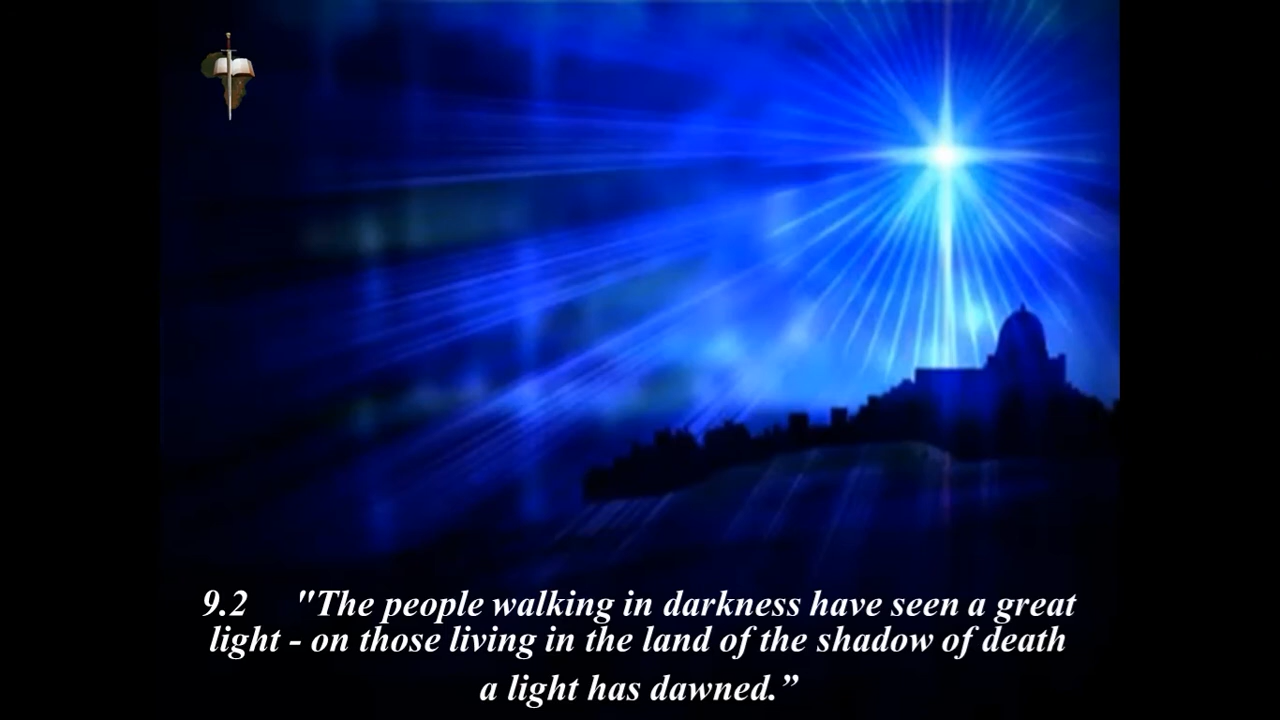 9.2 "The people walking in darkness have seen a great
light - on those living in the land of the shadow of death
a light has dawned.”